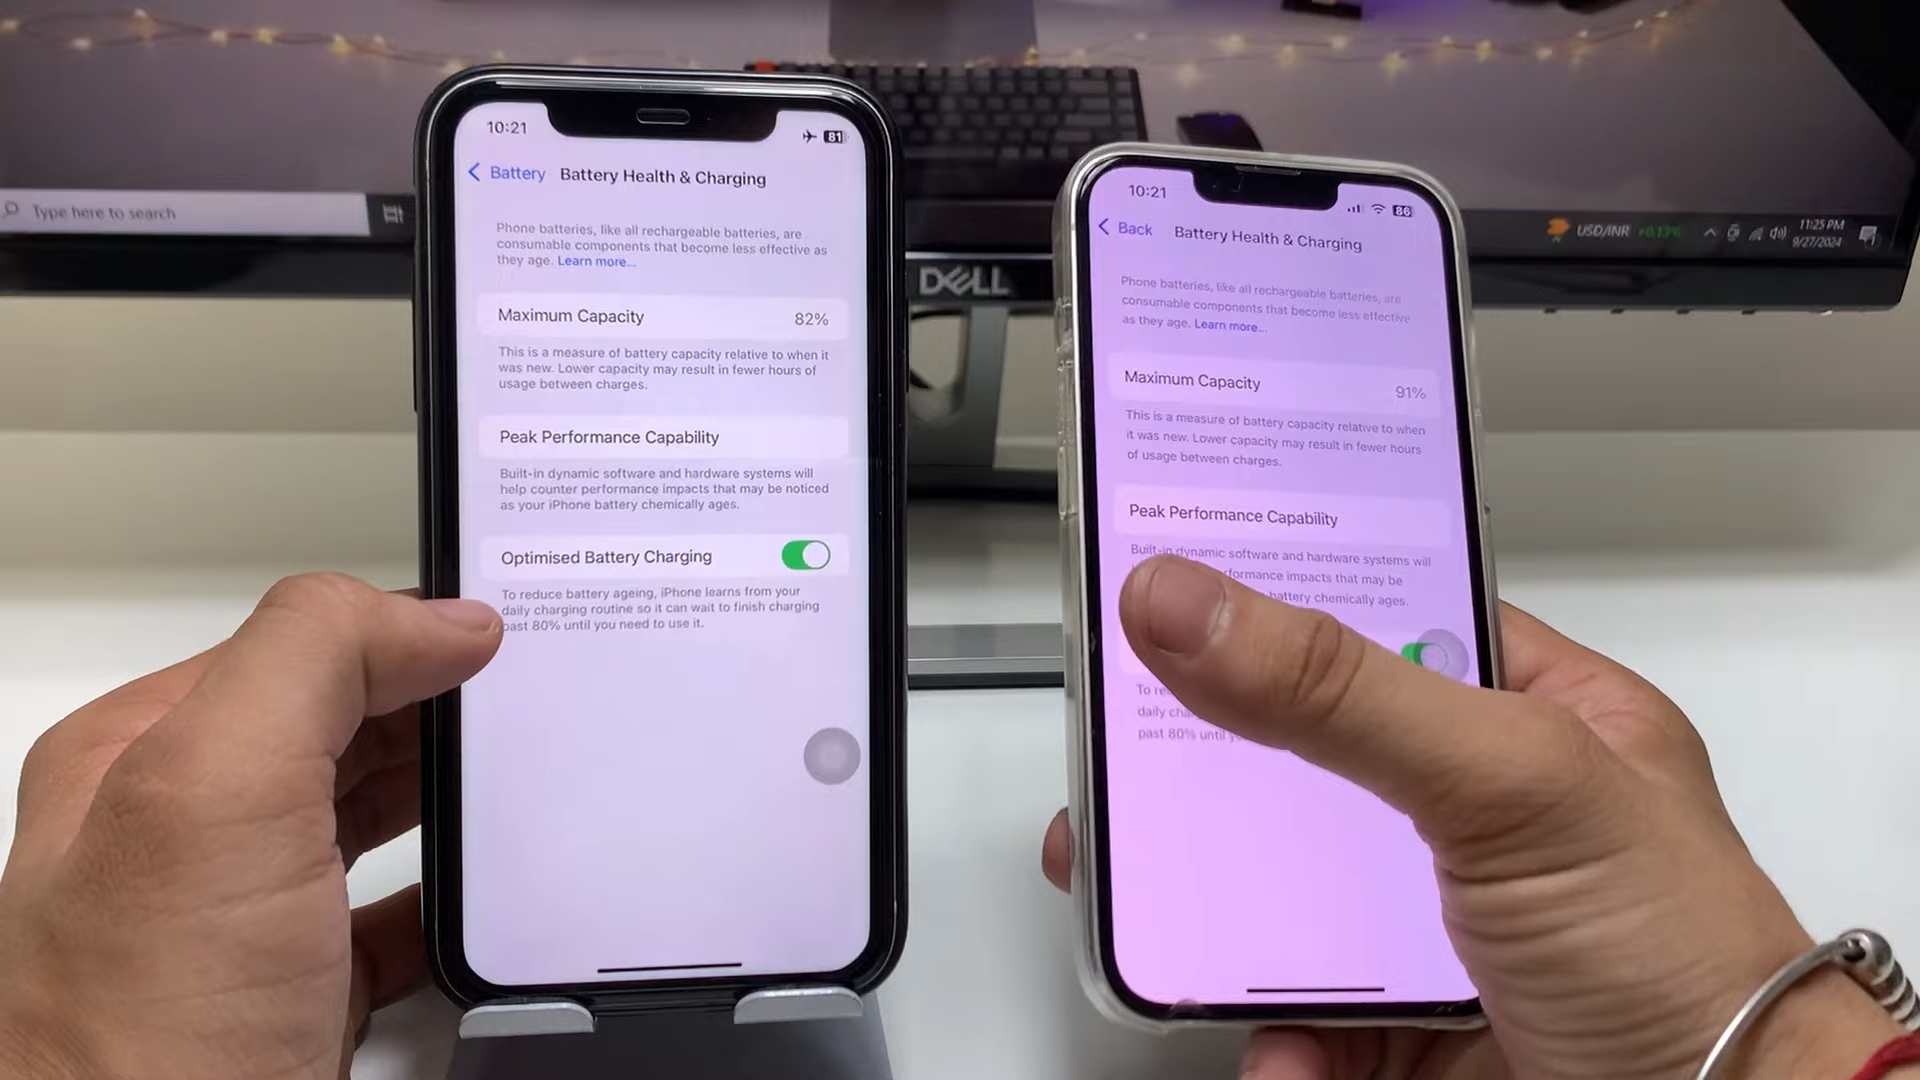 Type here to search
USD/INR +0.13%
11:25 PM
9/27/2024
DELL
10:21
81
Battery
Battery Health & Charging
Phone batteries, like all rechargeable batteries, are
consumable components that become less effective as
they age. Learn more...
Maximum Capacity 82%
This is a measure of battery capacity relative to when it
was new. Lower capacity may result in fewer hours of
usage between charges.
Peak Performance Capability
Built-in dynamic software and hardware systems will
help counter performance impacts that may be noticed
as your iPhone battery chemically ages.
Optimised Battery Charging
To reduce battery ageing, iPhone learns from your
daily charging routine so it can wait to finish charging
past 80% until you need to use it.
10:21
86
Back
Battery Health & Charging
Phone batteries, like all rechargeable batteries, are
consumable components that become less effective
as they age. Learn more...
Maximum Capacity 91%
This is a measure of battery capacity relative to when
it was new. Lower capacity may result in fewer hours
of usage between charges.
Peak Performance Capability
Built-in dynamic software and hardware systems will
impacts that may be
chemically ages.
To
daily
past 80% until